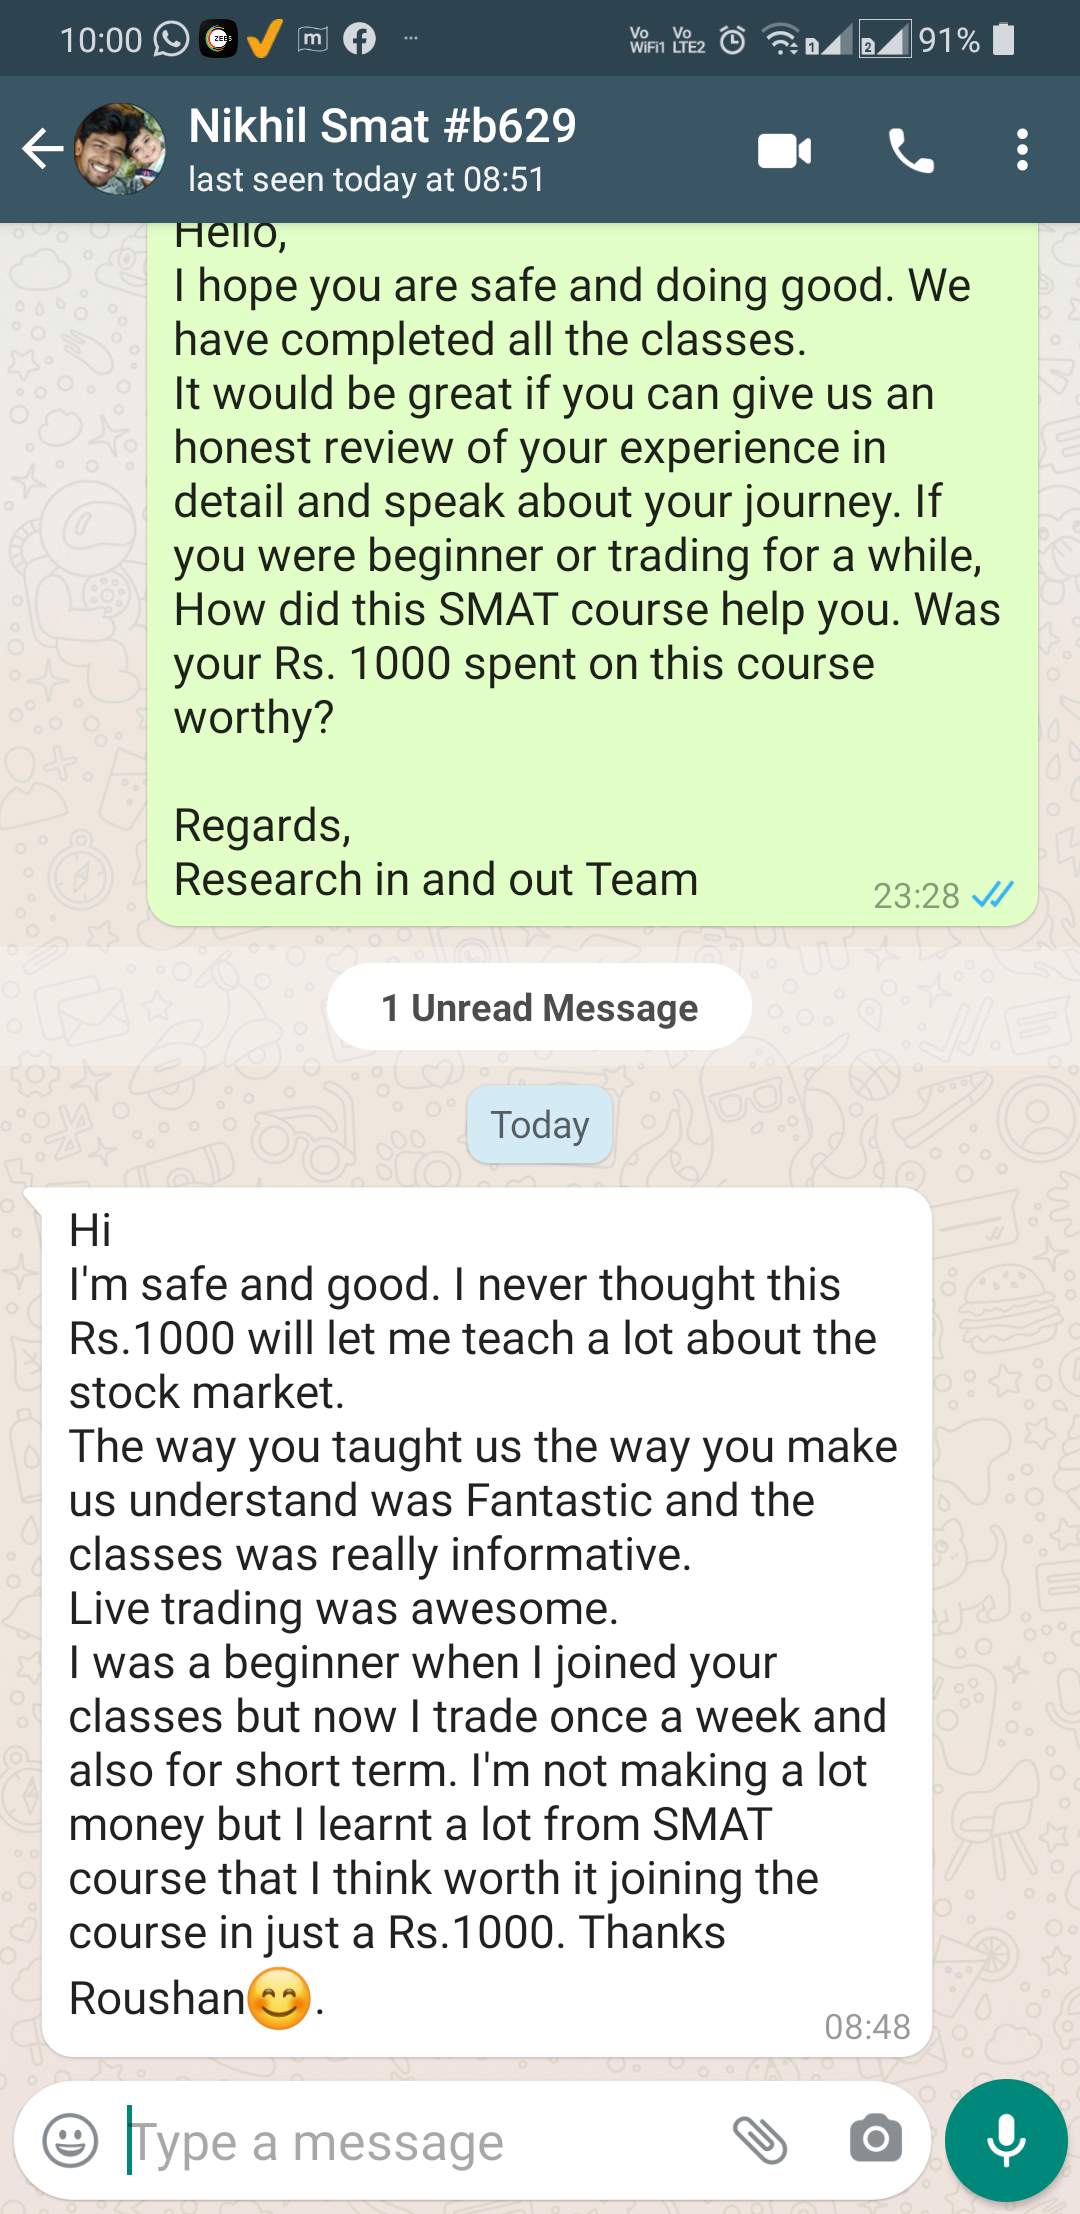 10:00 ZEE5 m ... Vo WiFi1 Vo LTE2 1 2 91%
Nikhil Smat #b629
last seen today at 08:51
Hello,
I hope you are safe and doing good. We
have completed all the classes.
It would be great if you can give us an
honest review of your experience in
detail and speak about your journey. If
you were beginner or trading for a while,
How did this SMAT course help you. Was
your Rs. 1000 spent on this course
worthy?
Regards,
Research in and out Team
23:28
1 Unread Message
Today
Hi
I'm safe and good. I never thought this
Rs.1000 will let me teach a lot about the
stock market.
The way you taught us the way you make
us understand was Fantastic and the
classes was really informative.
Live trading was awesome.
I was a beginner when I joined your
classes but now I trade once a week and
also for short term. I'm not making a lot
money but I learnt a lot from SMAT
course that I think worth it joining the
course in just a Rs.1000. Thanks
Roushan😊.
08:48
Type a message